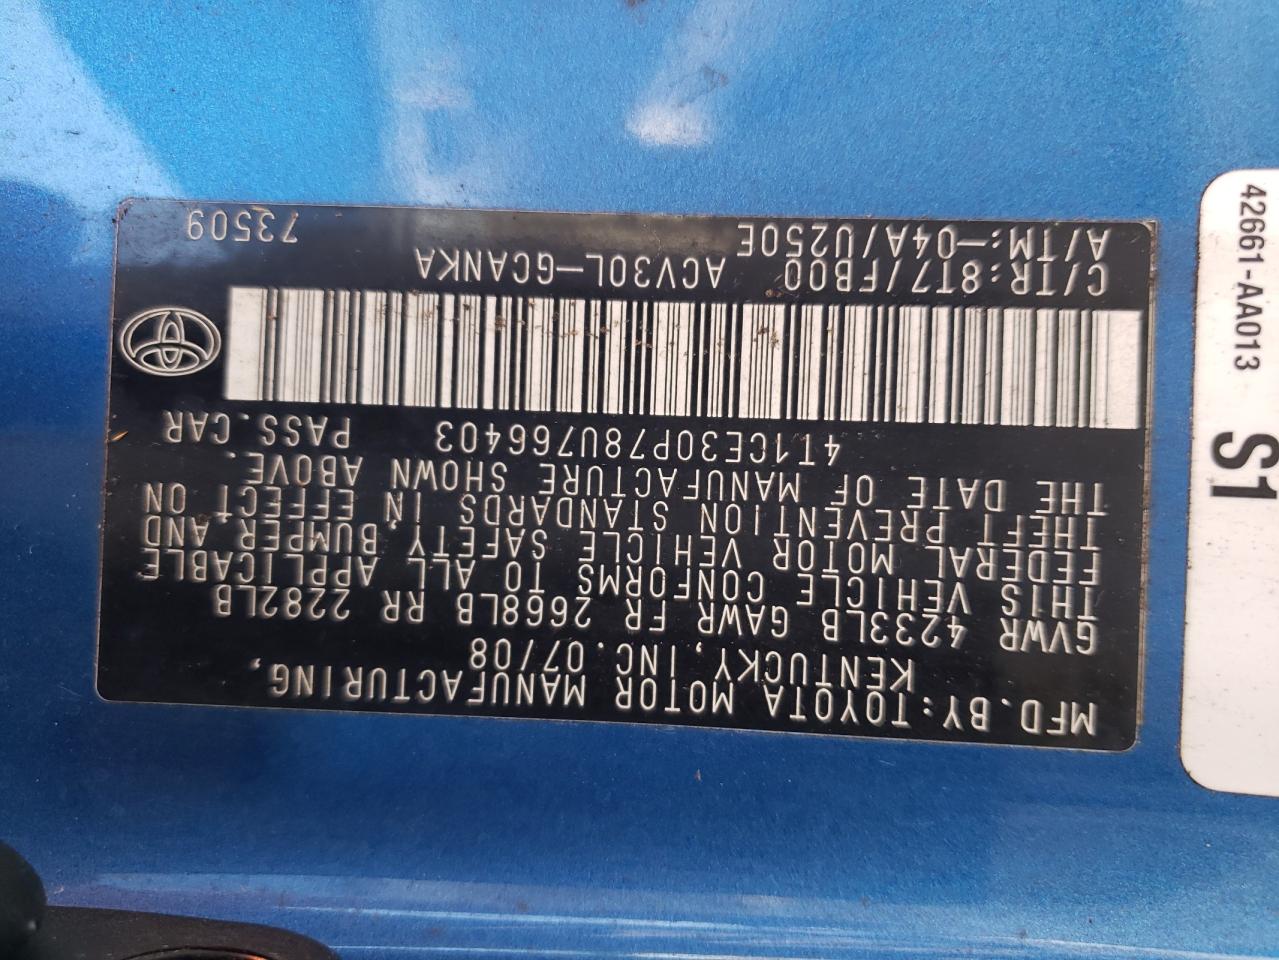 MFD.BY:TOYOTA MOTOR MANUFACTURING,
KENTUCKY,INC.07/08
GVWR 4233LB GAWR FR 2668LB RR 2282LB
THIS VEHICLE CONFORMS TO ALL APPLICABLE
FEDERAL MOTOR VEHICLE SAFETY, BUMPER, AND
THEFT PREVENTION STANDARDS IN EFFECT ON
THE DATE OF MANUFACTURE SHOWN ABOVE.
4T1CE30P78U766403 PASS.CAR
ACV30L-GCANKA
C/TR:8T7/FB00
A/TM:-04A/U250E
73509
42661-AA013
S1